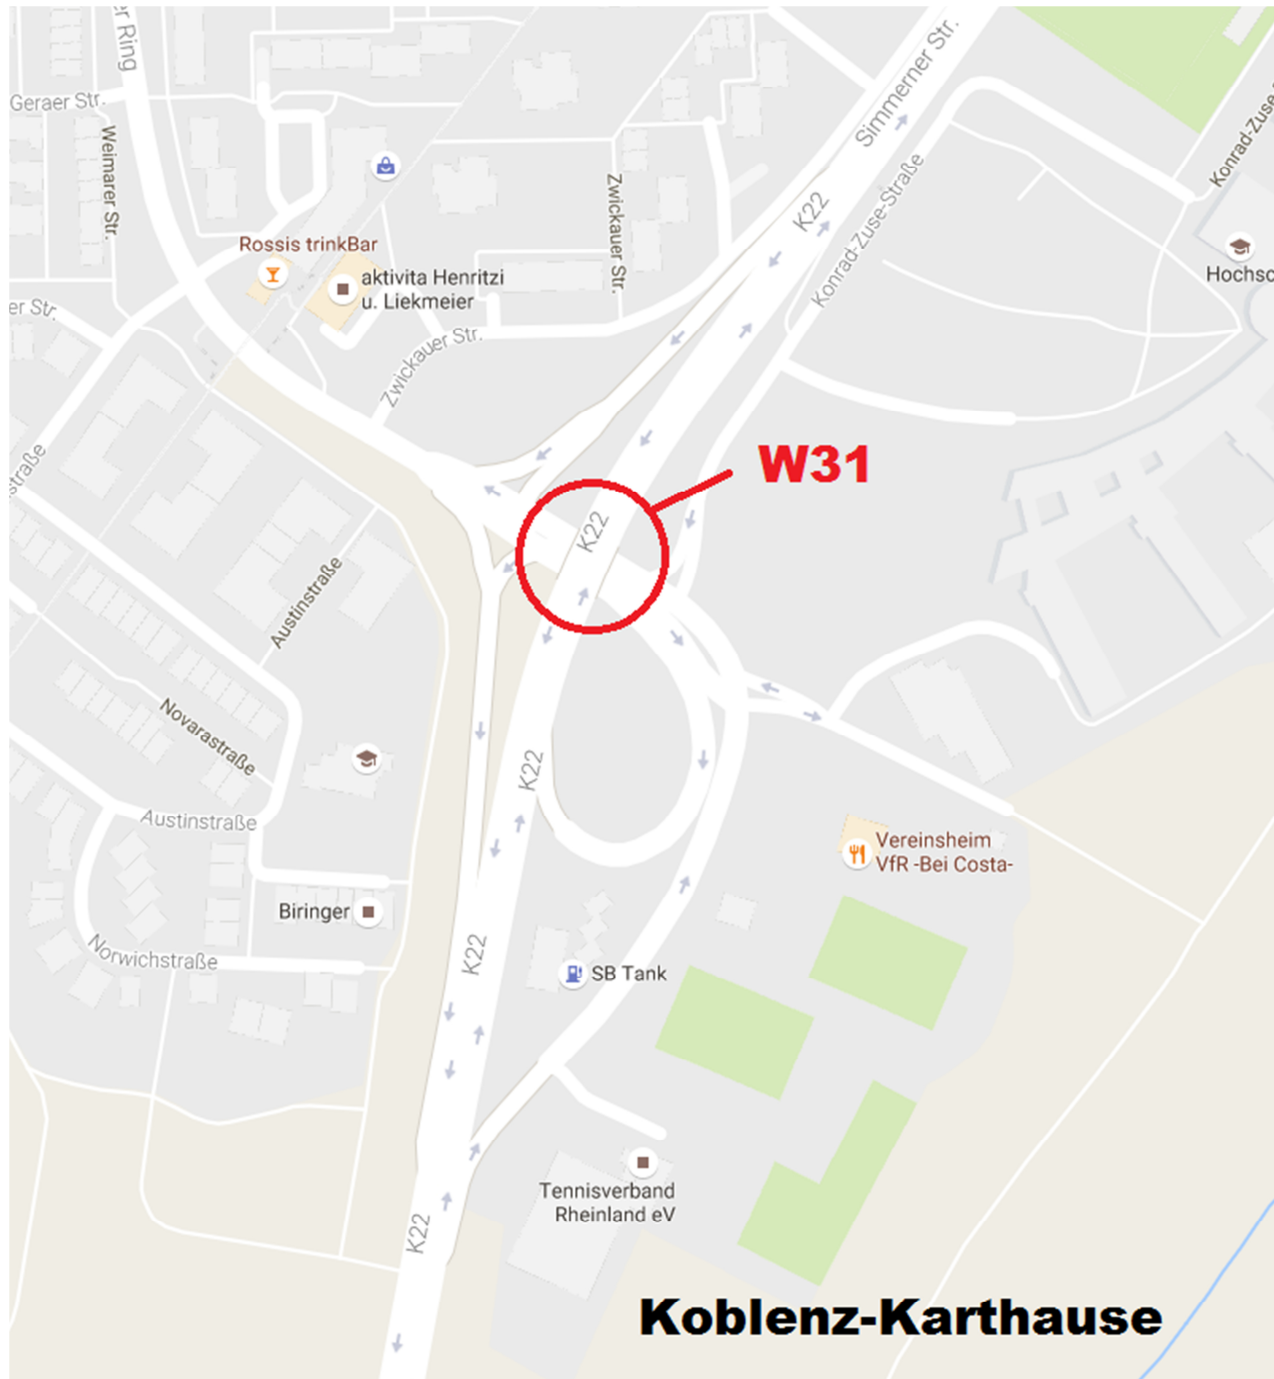 er Ring
Simmerner Str.
Geraer Str.
Weimarer Str.
Konrad-Zuse-
Zwickauer Str.
K22
Konrad-Zuse-Straße
Rossis trinkBar
Hochsc
aktivita Henritzi
u. Liekmeier
er Str.
Zwickauer Str.
straße
W31
K22
Austinstraße
Novarastraße
K22
Austinstraße
Vereinsheim
VfR -Bei Costa-
Biringer
Norwichstraße
K22
SB Tank
Tennisverband
Rheinland eV
K22
Koblenz-Karthause